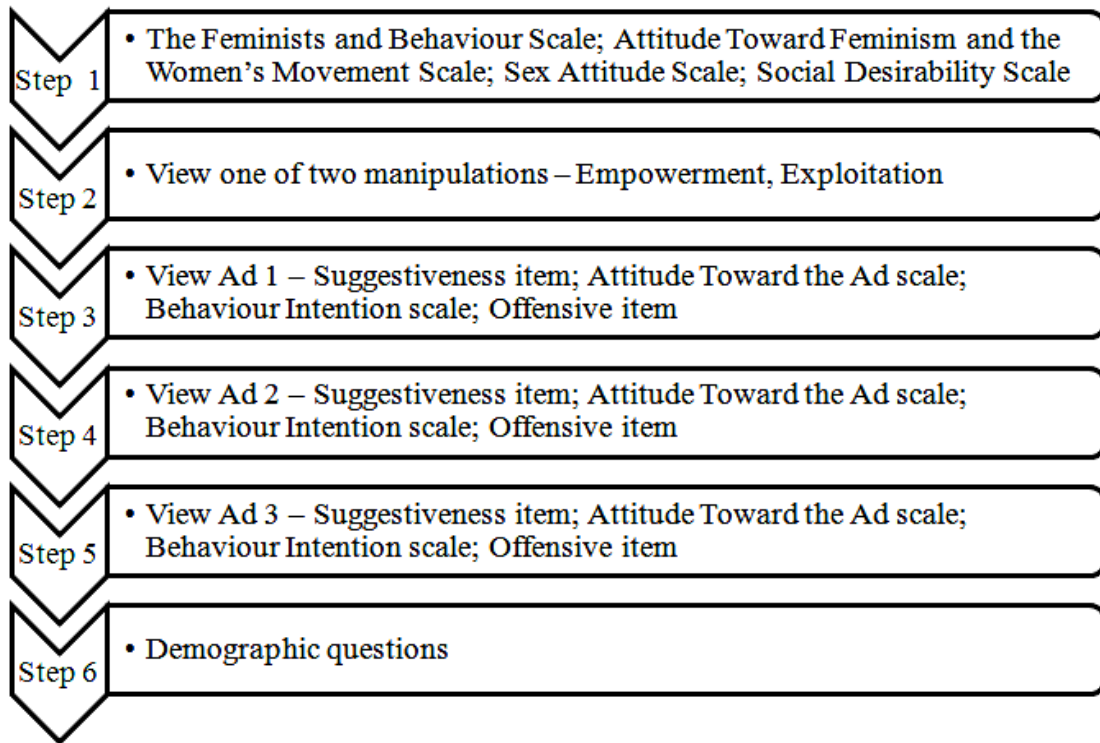 Step 1
• The Feminists and Behaviour Scale; Attitude Toward Feminism and the
Women's Movement Scale; Sex Attitude Scale; Social Desirability Scale
Step 2
• View one of two manipulations – Empowerment, Exploitation
Step 3
• View Ad 1 – Suggestiveness item; Attitude Toward the Ad scale;
Behaviour Intention scale; Offensive item
Step 4
• View Ad 2 – Suggestiveness item; Attitude Toward the Ad scale;
Behaviour Intention scale; Offensive item
Step 5
• View Ad 3 – Suggestiveness item; Attitude Toward the Ad scale;
Behaviour Intention scale; Offensive item
Step 6
• Demographic questions